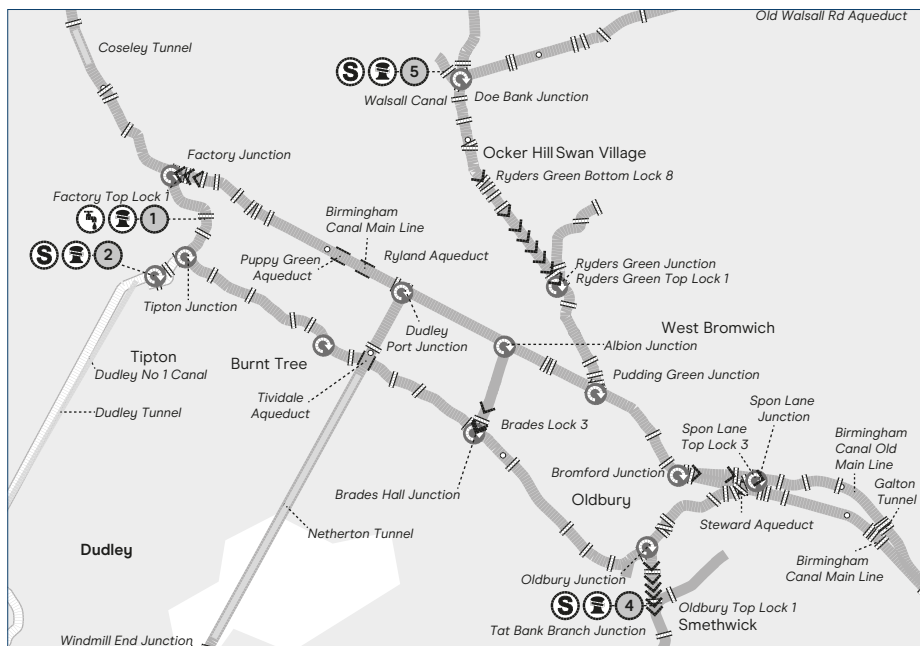 Old Walsall Rd Aqueduct
Coseley Tunnel
S
5
Walsall Canal
Doe Bank Junction
Factory Junction
Ocker Hill Swan Village
Ryders Green Bottom Lock 8
Factory Top Lock 1
1
Birmingham
Canal Main Line
S
2
Puppy Green
Aqueduct
Ryland Aqueduct
Ryders Green Junction
Ryders Green Top Lock 1
Tipton Junction
Dudley
Port Junction
West Bromwich
Albion Junction
Tipton
Dudley No 1 Canal
Burnt Tree
Pudding Green Junction
Tividale
Aqueduct
Dudley Tunnel
Brades Lock 3
Spon Lane
Junction
Spon Lane
Top Lock 3
Birmingham
Canal Old
Main Line
Brades Hall Junction
Bromford Junction
Galton
Tunnel
Oldbury
Steward Aqueduct
Netherton Tunnel
Dudley
Birmingham
Canal Main Line
Oldbury Junction
S
4
Oldbury Top Lock 1
Smethwick
Tat Bank Branch Junction
Windmill End Junction